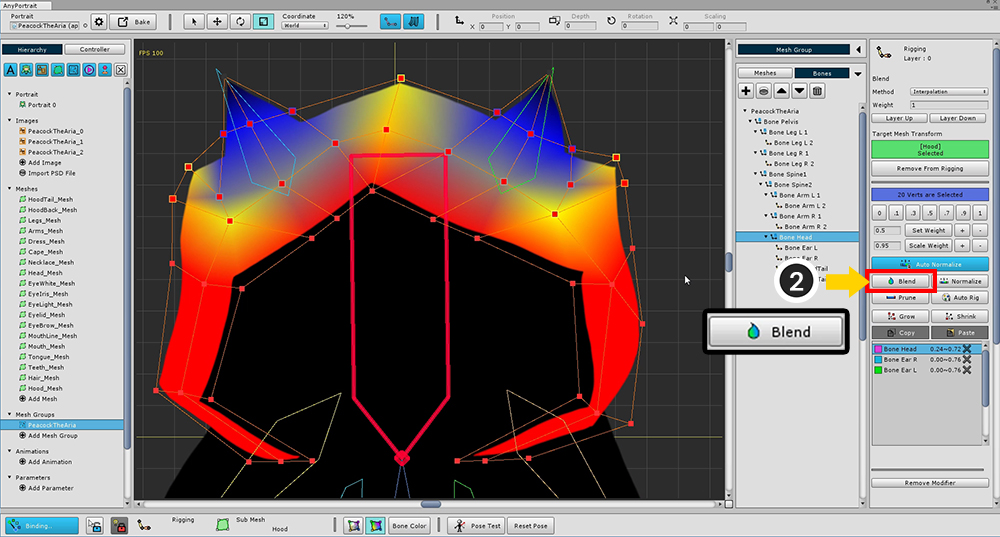 AnyPortrait
Portrait
PeacockTheAria (ap
Bake
Coordinate
World
120%
Position
X 0 Y 0
Depth
0
Rotation
0
Scaling
0 0
Hierarchy
Controller
Portrait
Portrait 0
Images
PeacockTheAria_0
PeacockTheAria_1
PeacockTheAria_2
Add Image
Import PSD File
Meshes
HoodTail_Mesh
HoodBack_Mesh
Legs_Mesh
Arms_Mesh
Dress_Mesh
Cape_Mesh
Necklace_Mesh
Head_Mesh
EyeWhite_Mesh
EyeIris_Mesh
EyeLight_Mesh
Eyelid_Mesh
EyeBrow_Mesh
MouthLine_Mesh
Mouth_Mesh
Tongue_Mesh
Teeth_Mesh
Hair_Mesh
Hood_Mesh
Add Mesh
Mesh Groups
PeacockTheAria
Add Mesh Group
Animations
Add Animation
Parameters
Add Parameter
FPS 100
Mesh Group
Meshes
Bones
PeacockTheAria
Bone Pelvis
Bone Leg L 1
Bone Leg L 2
Bone Leg R 1
Bone Leg R 2
Bone Spine1
Bone Spine2
Bone Arm L 1
Bone Arm L 2
Bone Arm R 1
Bone Arm R 2
Bone Head
Bone Ear L
Bone Ear R
2
Blend
Rigging
Layer : 0
Blend
Method Interpolation
Weight 1
Layer Up
Layer Down
Target Mesh Transform
[Hood]
Selected
Remove From Rigging
20 Verts are Selected
0 .1 .3 .5 .7 .9 1
0.5 Set Weight + -
0.95 Scale Weight + -
Auto Normalize
Blend
Normalize
Prune
Auto Rig
Grow
Shrink
Copy
Paste
Bone Head 0.24~0.72
Bone Ear R 0.00~0.76
Bone Ear L 0.00~0.76
Remove Modifier
Binding...
Rigging
Sub Mesh
Hood
Bone Color
Pose Test
Reset Pose